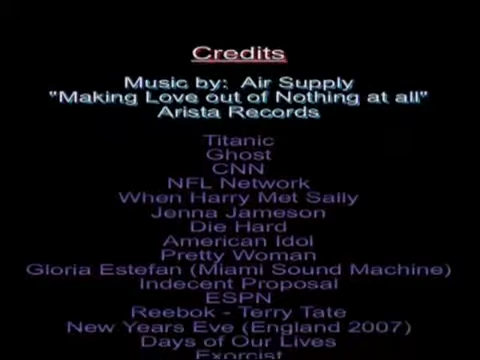 Credits
Music by: Air Supply
"Making Love out of Nothing at all"
Arista Records
Titanic
Ghost
CNN
NFL Network
When Harry Met Sally
Jenna Jameson
Die Hard
American Idol
Pretty Woman
Gloria Estefan (Miami Sound Machine)
Indecent Proposal
ESPN
Reebok - Terry Tate
New Years Eve (England 2007)
Days of Our Lives
Exorcist